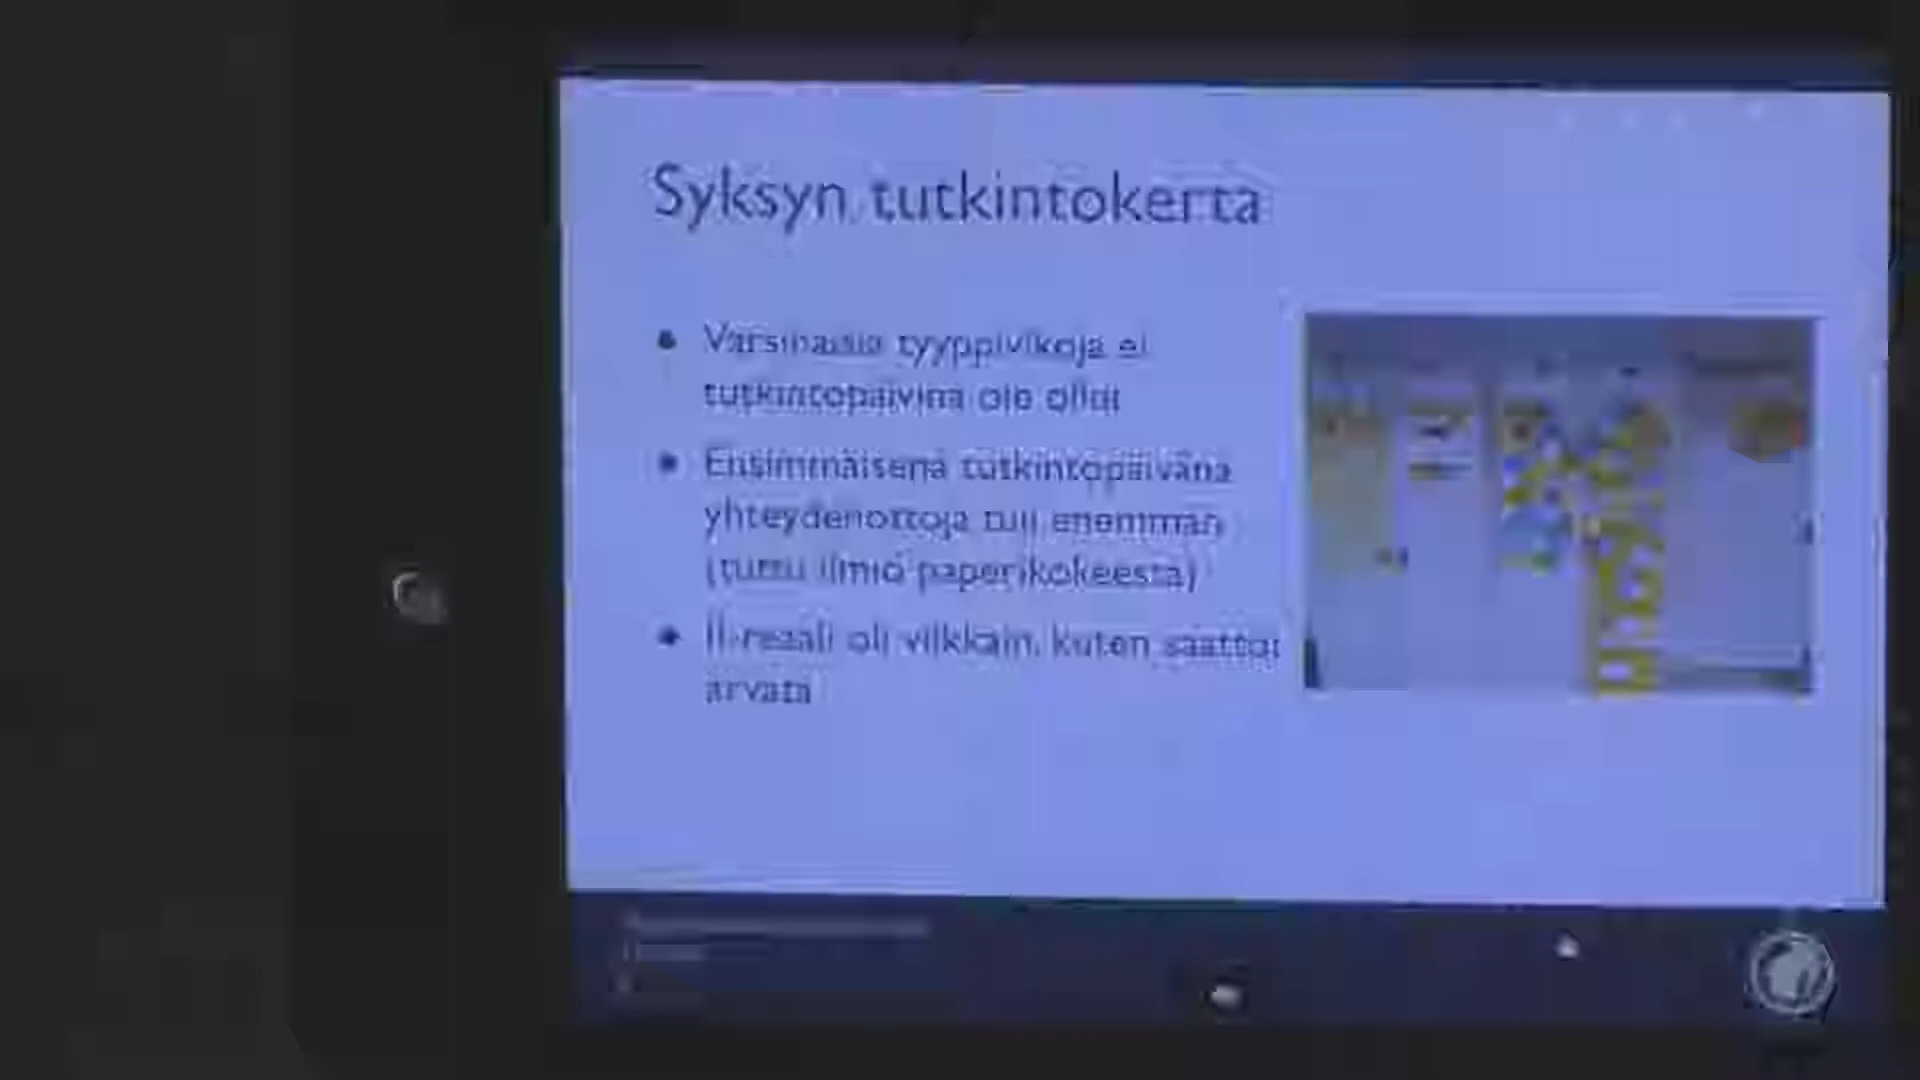 Syksyn tutkintokerta
Varsinaisia tyyppivikoja ei
tutkintopäivinä ole ollut
Ensimmäisenä tutkintopäivänä
yhteydenottoja tuli enemmän
(tuttu ilmiö paperikokeesta)
II-reaali oli vilkkain, kuten saattoi
arvata